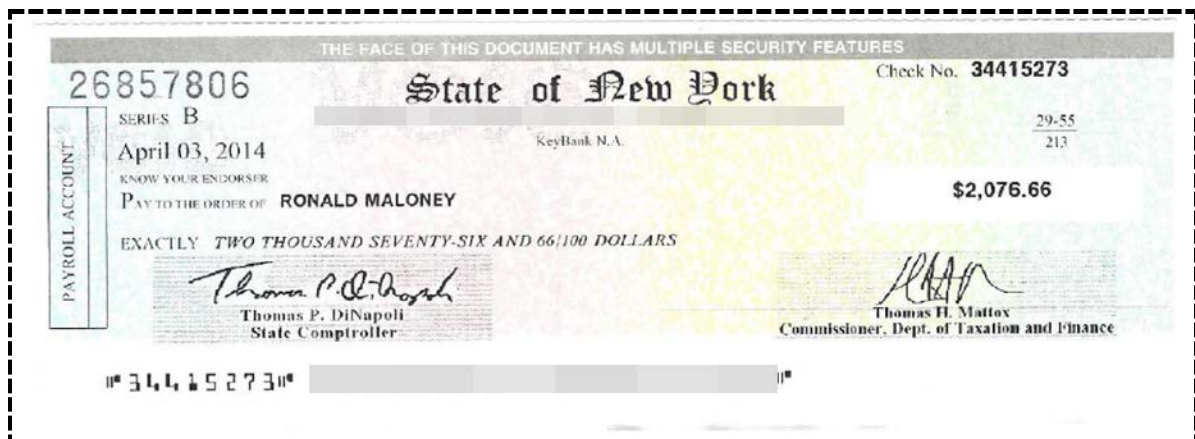 THE FACE OF THIS DOCUMENT HAS MULTIPLE SECURITY FEATURES
26857806
State of New York
Check No. 34415273
SERIES B
29-55
213
KeyBank N.A.
April 03, 2014
KNOW YOUR ENDORSER
PAY TO THE ORDER OF RONALD MALONEY
$2,076.66
EXACTLY TWO THOUSAND SEVENTY-SIX AND 66/100 DOLLARS
PAYROLL ACCOUNT
Thomas P. DiNapoli
Thomas P. DiNapoli
State Comptroller
Thomas H. Mattox
Commissioner, Dept. of Taxation and Finance
⑈34415273⑈ ⑈